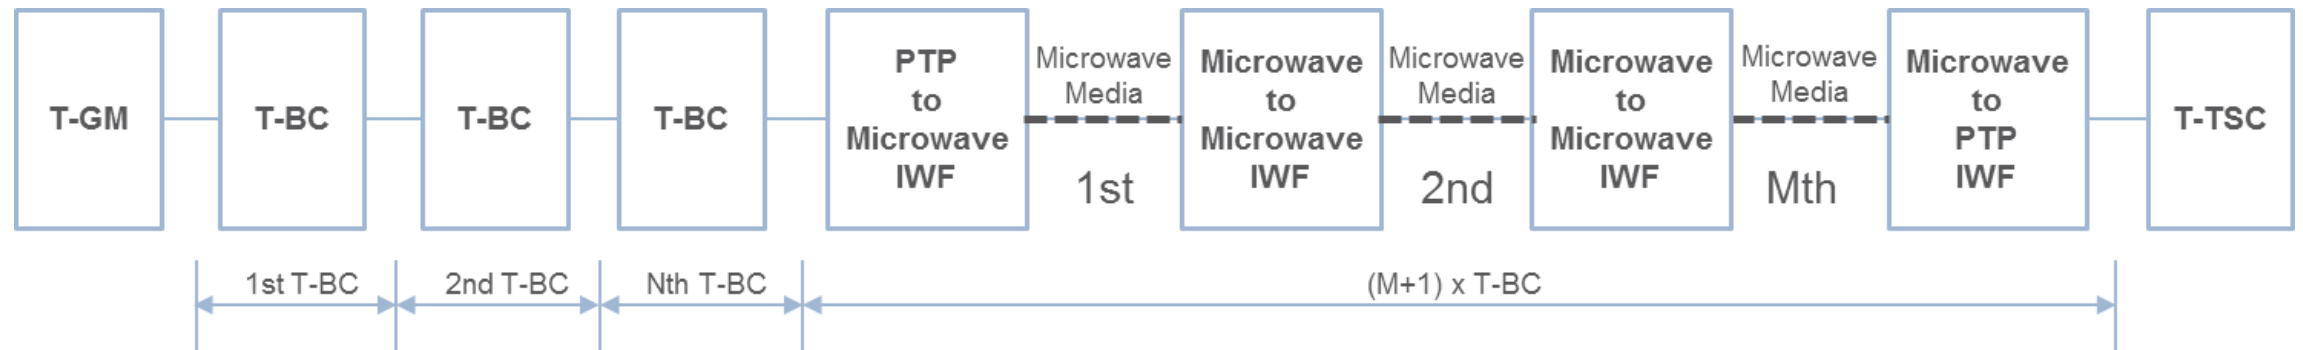 T-GM
T-BC
T-BC
T-BC
PTP
to
Microwave
IWF
Microwave
Media
1st
Microwave
to
Microwave
IWF
Microwave
Media
2nd
Microwave
to
Microwave
IWF
Microwave
Media
Mth
Microwave
to
PTP
IWF
T-TSC
1st T-BC
2nd T-BC
Nth T-BC
(M+1) x T-BC